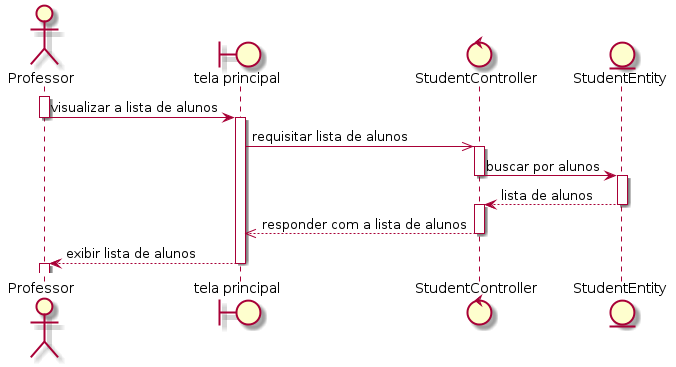 Professor
tela principal
StudentController
StudentEntity
visualizar a lista de alunos
requisitar lista de alunos
buscar por alunos
lista de alunos
responder com a lista de alunos
exibir lista de alunos
Professor
tela principal
StudentController
StudentEntity